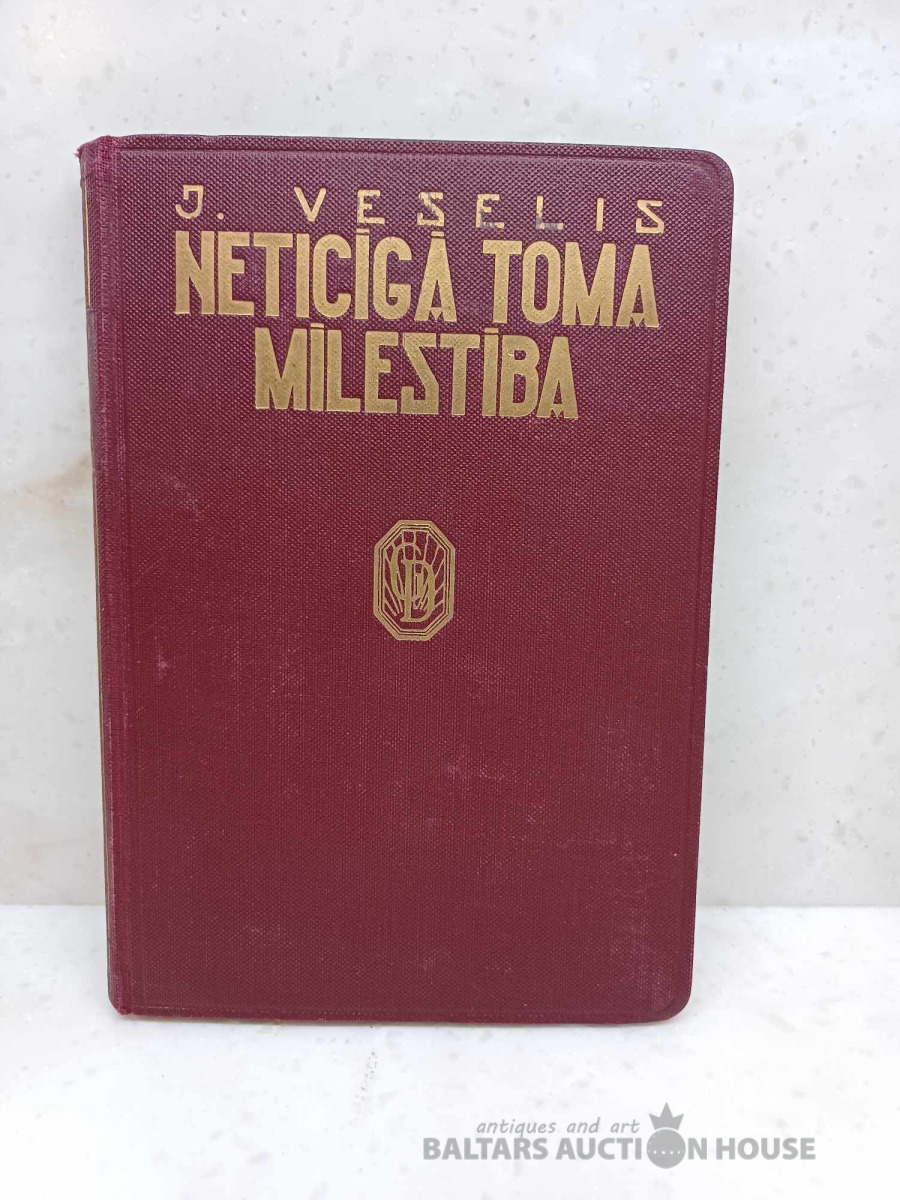 J. VESELIS
NETICĪGĀ TOMA
MĪLESTĪBA
antiques and art
BALTARS AUCTION HOUSE